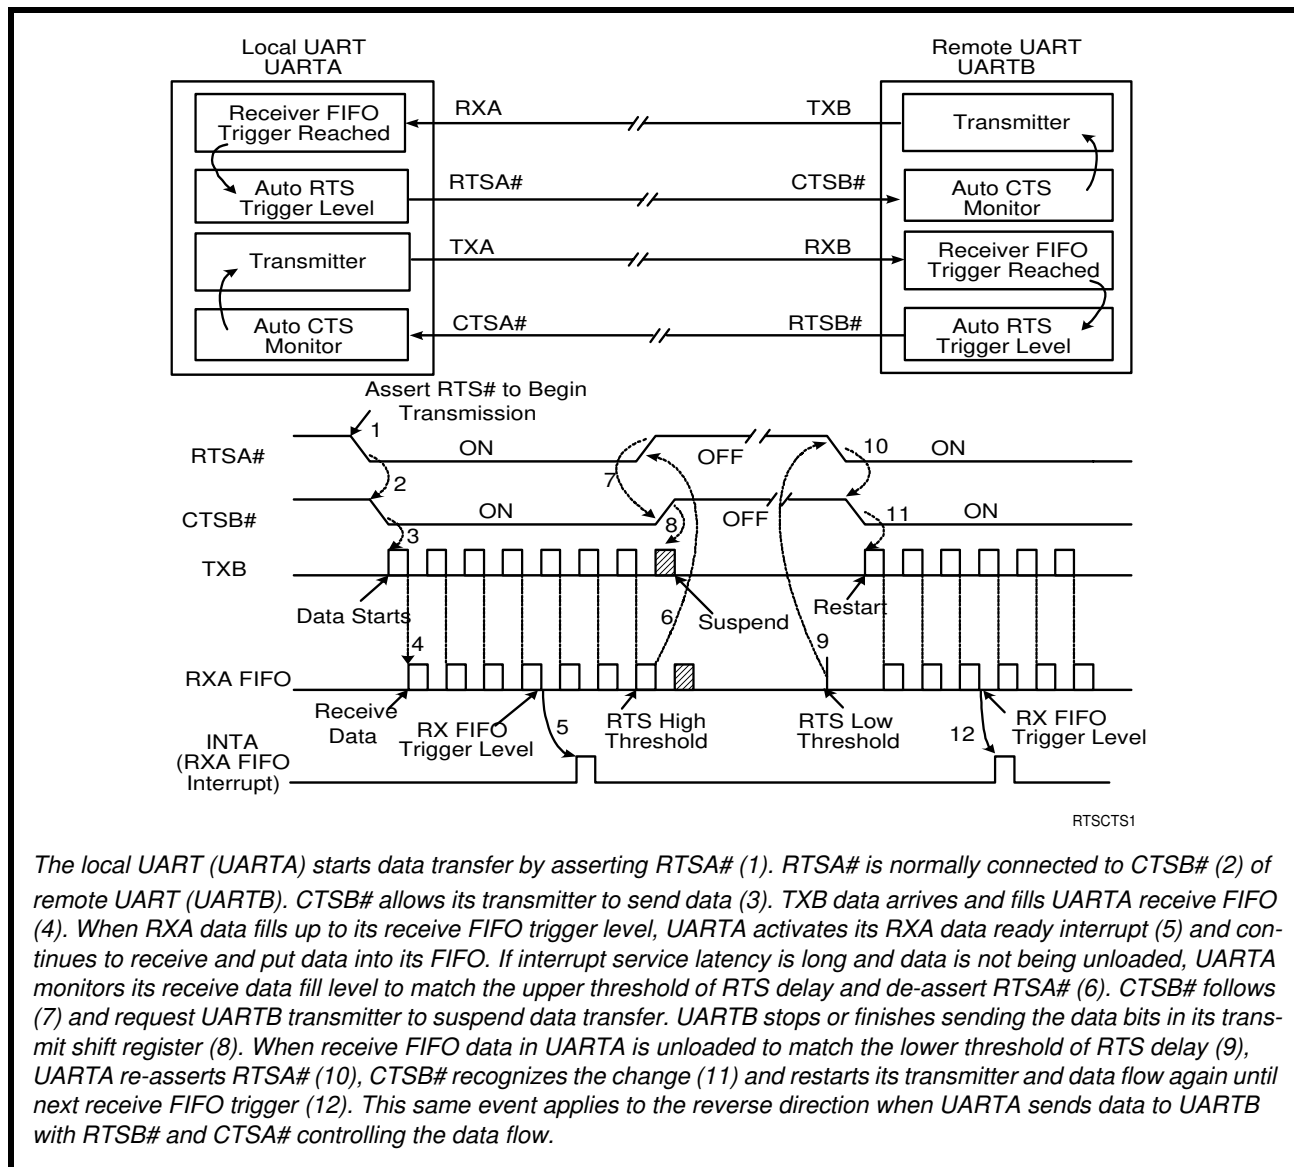 Local UART
UARTA
Remote UART
UARTB
Receiver FIFO
Trigger Reached
RXA
TXB
Transmitter
Auto RTS
Trigger Level
RTSA#
CTSB#
Auto CTS
Monitor
Transmitter
TXA
RXB
Receiver FIFO
Trigger Reached
Auto CTS
Monitor
CTSA#
RTSB#
Auto RTS
Trigger Level
Assert RTS# to Begin
Transmission
1
RTSA#
ON
OFF
10
ON
2
7
CTSB#
ON
8
OFF
11
ON
3
TXB
Data Starts
6
Suspend
Restart
4
9
RXA FIFO
Receive
Data
RX FIFO
Trigger Level
5
RTS High
Threshold
RTS Low
Threshold
12
RX FIFO
Trigger Level
INTA
(RXA FIFO
Interrupt)
RTSCTS1
The local UART (UARTA) starts data transfer by asserting RTSA# (1). RTSA# is normally connected to CTSB# (2) of
remote UART (UARTB). CTSB# allows its transmitter to send data (3). TXB data arrives and fills UARTA receive FIFO
(4). When RXA data fills up to its receive FIFO trigger level, UARTA activates its RXA data ready interrupt (5) and con-
tinues to receive and put data into its FIFO. If interrupt service latency is long and data is not being unloaded, UARTA
monitors its receive data fill level to match the upper threshold of RTS delay and de-assert RTSA# (6). CTSB# follows
(7) and request UARTB transmitter to suspend data transfer. UARTB stops or finishes sending the data bits in its trans-
mit shift register (8). When receive FIFO data in UARTA is unloaded to match the lower threshold of RTS delay (9),
UARTA re-asserts RTSA# (10), CTSB# recognizes the change (11) and restarts its transmitter and data flow again until
next receive FIFO trigger (12). This same event applies to the reverse direction when UARTA sends data to UARTB
with RTSB# and CTSA# controlling the data flow.